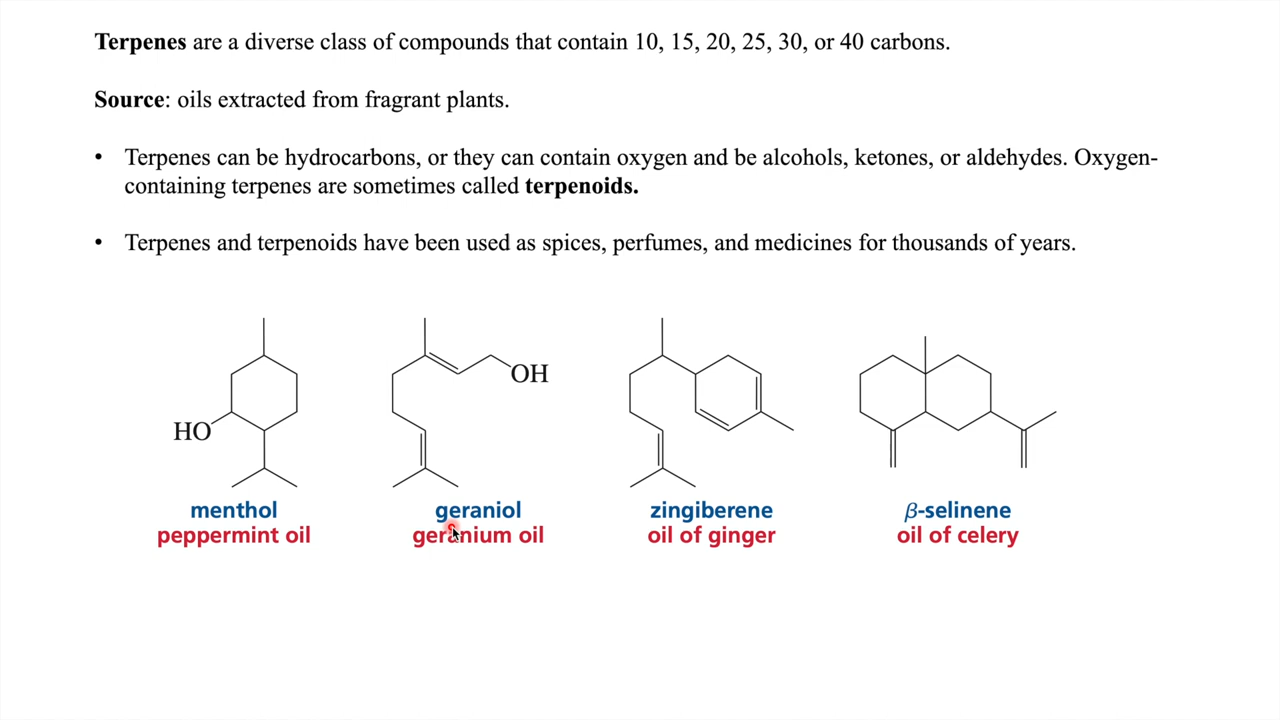 Terpenes are a diverse class of compounds that contain 10, 15, 20, 25, 30, or 40 carbons.
Source: oils extracted from fragrant plants.
• Terpenes can be hydrocarbons, or they can contain oxygen and be alcohols, ketones, or aldehydes. Oxygen-
containing terpenes are sometimes called terpenoids.
• Terpenes and terpenoids have been used as spices, perfumes, and medicines for thousands of years.
OH
HO
menthol geraniol zingiberene β-selinene
peppermint oil geranium oil oil of ginger oil of celery